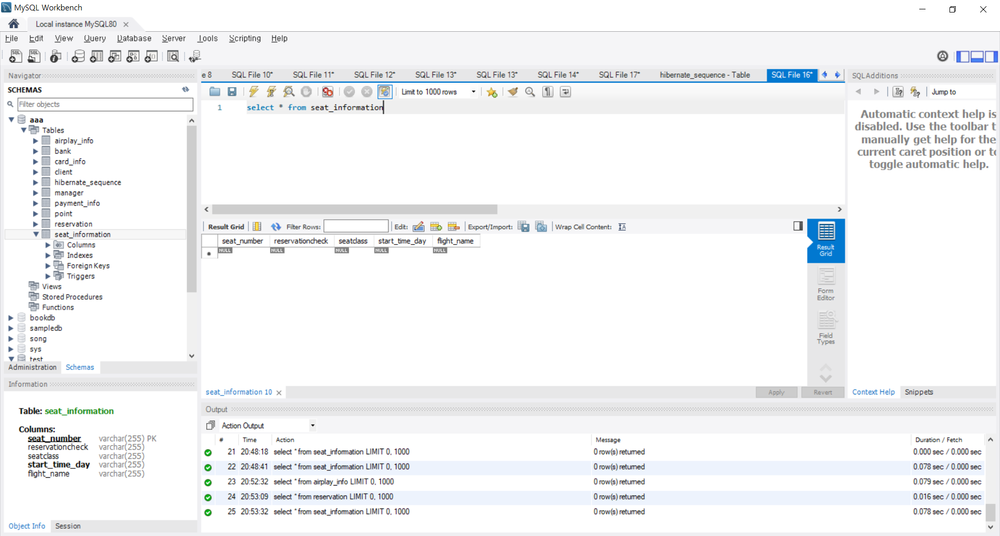 MySQL Workbench
Local instance MySQL80
File Edit View Query Database Server Tools Scripting Help
Navigator
SCHEMAS
Filter objects
aaa
Tables
airplay_info
bank
card_info
client
hibernate_sequence
manager
payment_info
point
reservation
seat_information
Columns
Indexes
Foreign Keys
Triggers
Views
Stored Procedures
Functions
bookdb
sampledb
song
sys
test
Administration Schemas
Information
Table: seat_information
Columns:
seat_number varchar(255) PK
reservationcheck varchar(255)
seatclass varchar(255)
start_time_day varchar(255)
flight_name varchar(255)
Object Info Session
e 8 SQL File 10* SQL File 11* SQL File 12* SQL File 13* SQL File 13* SQL File 14* SQL File 17* hibernate_sequence - Table SQL File 16*
Limit to 1000 rows
1 select * from seat_information
Result Grid Filter Rows: Edit: Export/Import: Wrap Cell Content:
seat_number reservationcheck seatclass start_time_day flight_name
NULL NULL NULL NULL NULL
Result Grid
Form Editor
Field Types
seat_information 10 Apply Revert
Output
Action Output
# Time Action Message Duration / Fetch
21 20:48:18 select * from seat_information LIMIT 0, 1000 0 row(s) returned 0.000 sec / 0.000 sec
22 20:48:41 select * from seat_information LIMIT 0, 1000 0 row(s) returned 0.078 sec / 0.000 sec
23 20:52:32 select * from airplay_info LIMIT 0, 1000 0 row(s) returned 0.079 sec / 0.000 sec
24 20:53:09 select * from reservation LIMIT 0, 1000 0 row(s) returned 0.016 sec / 0.000 sec
25 20:53:32 select * from seat_information LIMIT 0, 1000 0 row(s) returned 0.078 sec / 0.000 sec
SQLAdditions
Jump to
Automatic context help is
disabled. Use the toolbar t
manually get help for the
current caret position or to
toggle automatic help.
Context Help Snippets